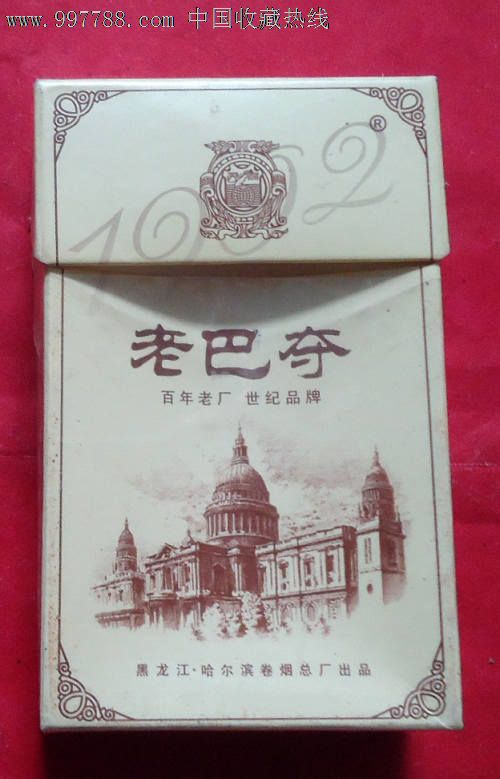 www.997788.com 中国收藏热线
1902
®
老巴夺
百年老厂 世纪品牌
黑龙江·哈尔滨卷烟总厂出品